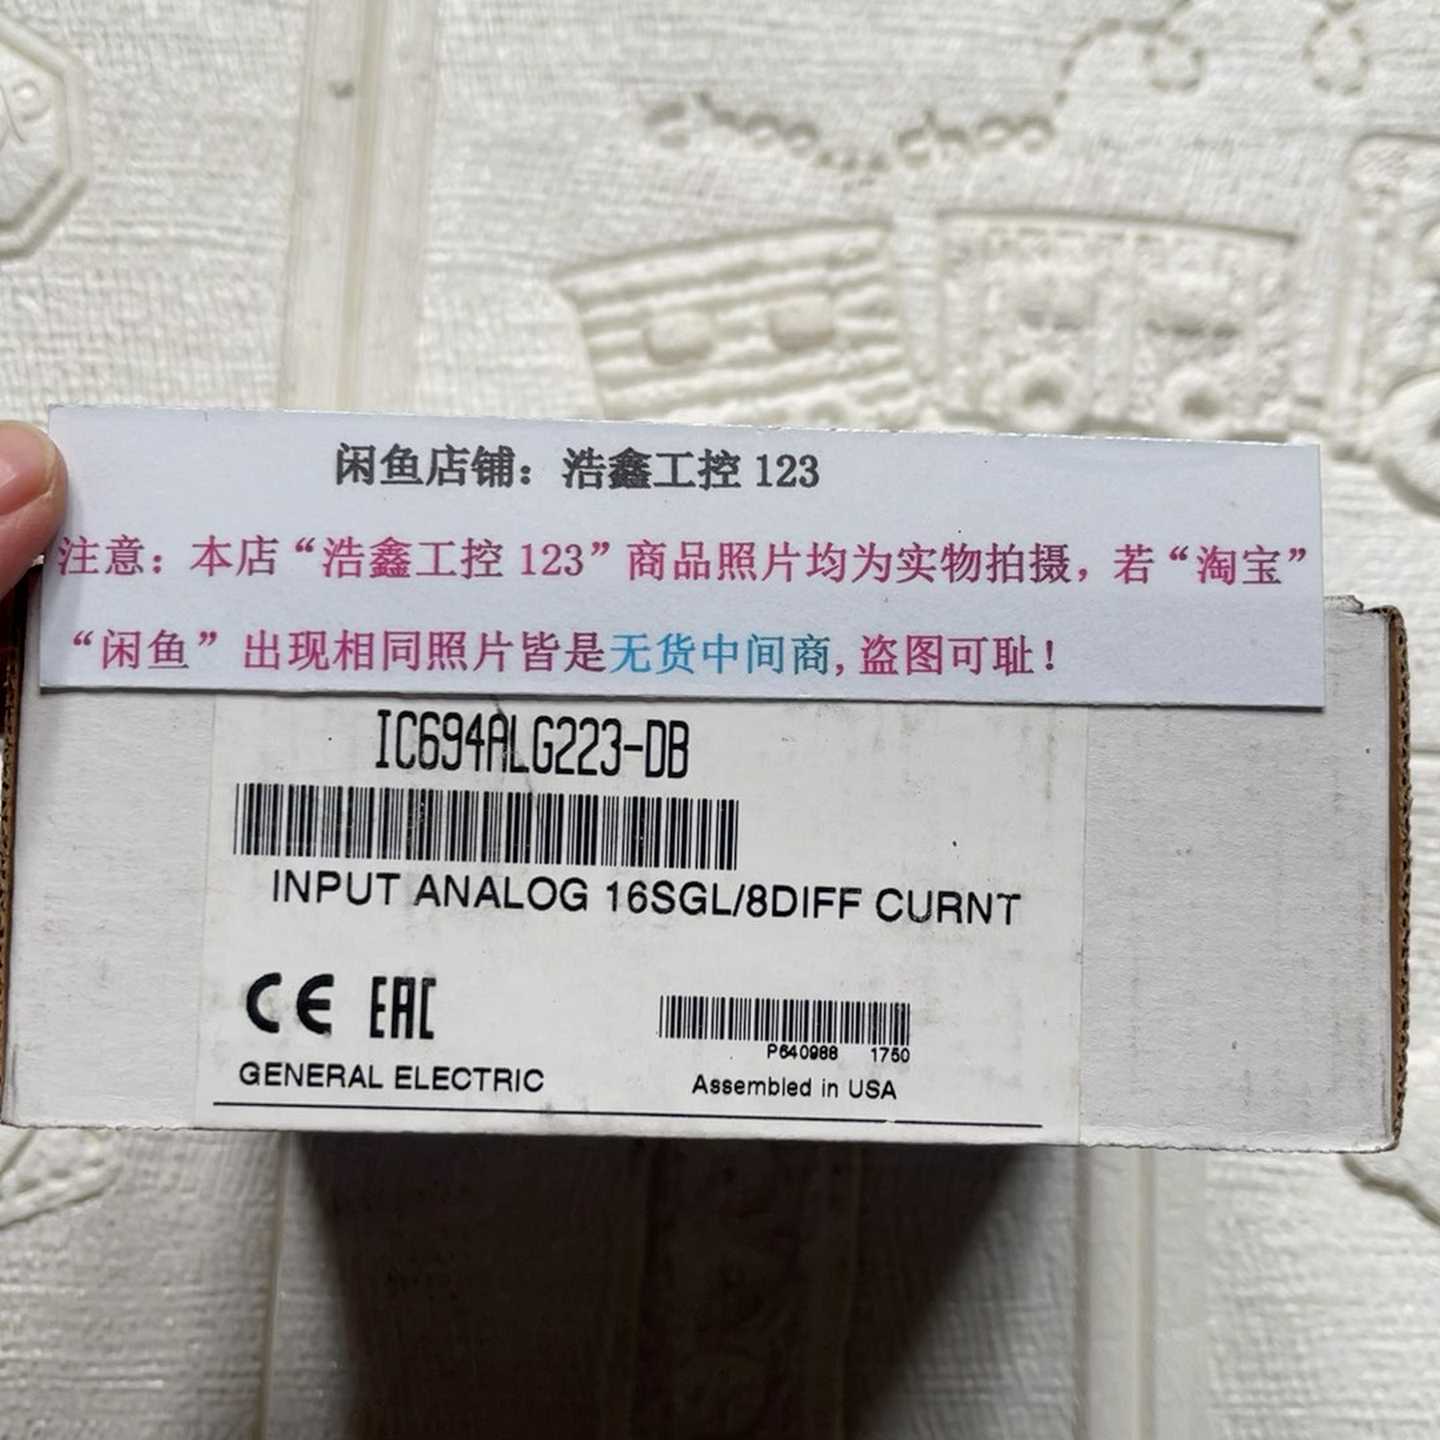 choo choo
闲鱼店铺：浩鑫工控 123
注意：本店“浩鑫工控 123”商品照片均为实物拍摄，若“淘宝”
“闲鱼”出现相同照片皆是无货中间商,盗图可耻！
IC694ALG223-DB
INPUT ANALOG 16SGL/8DIFF CURNT
CE EAC
P640988 1750
GENERAL ELECTRIC
Assembled in USA